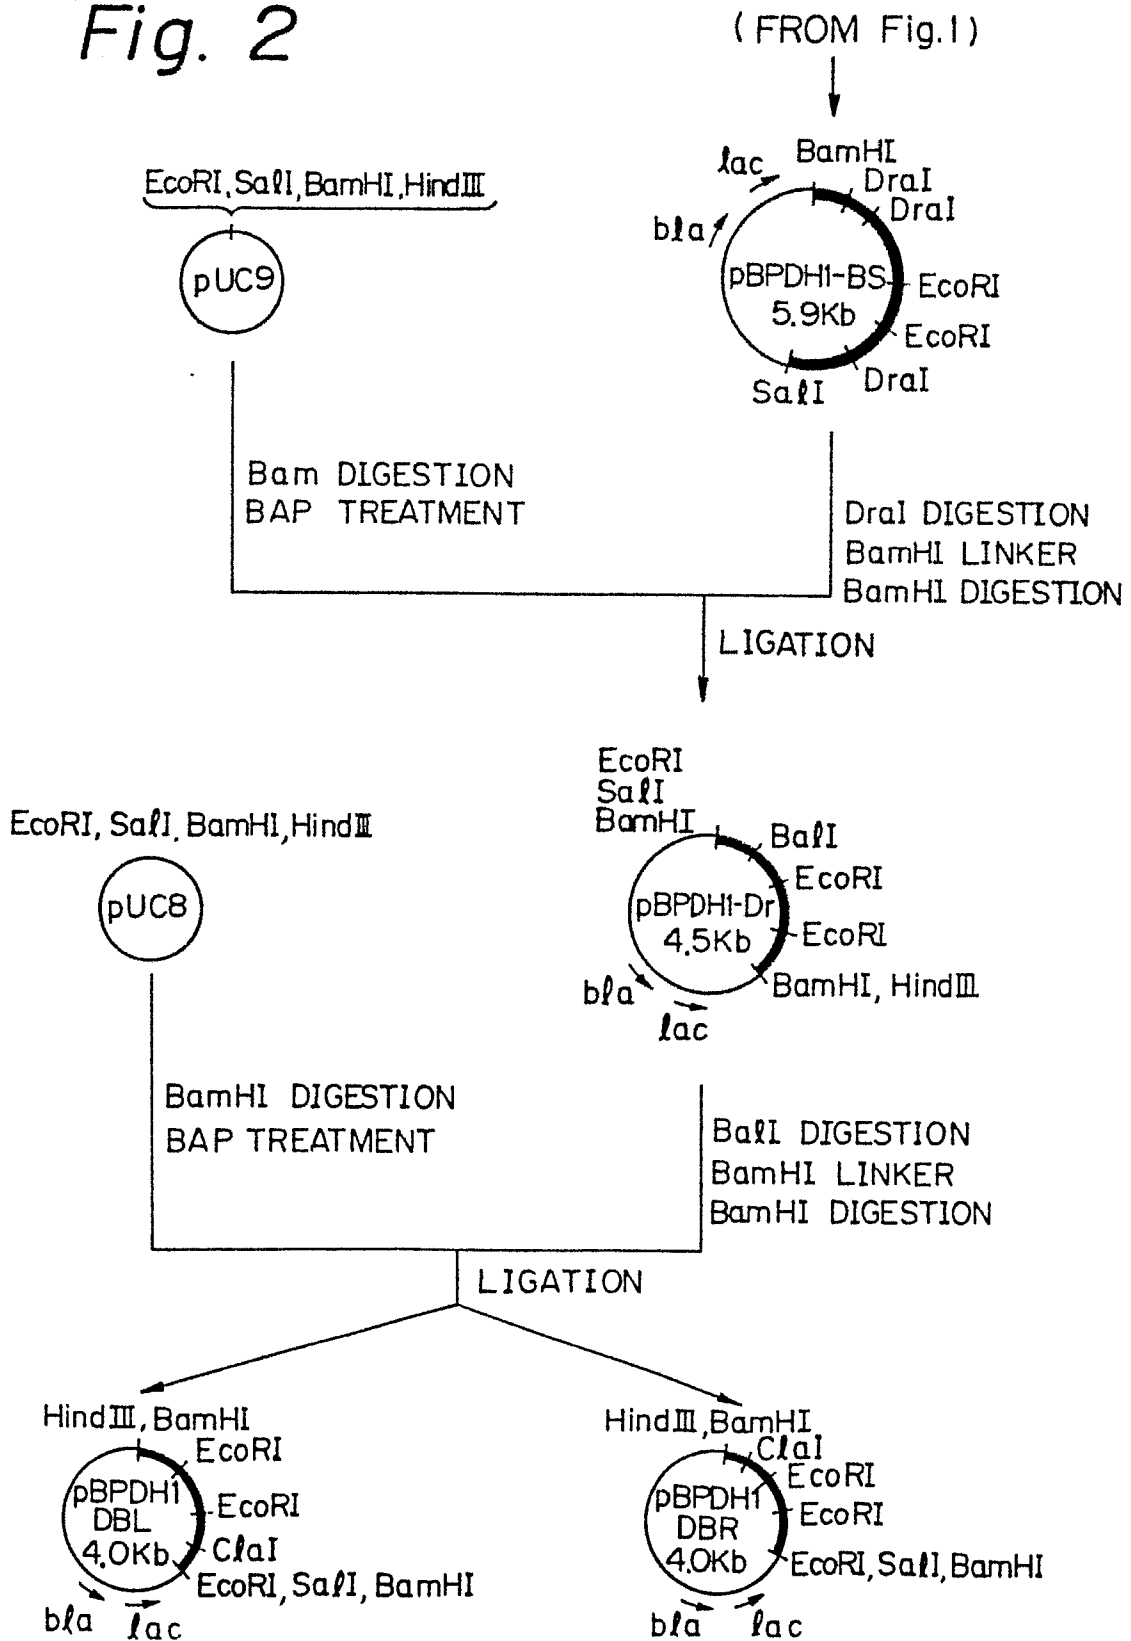 Fig. 2
(FROM Fig.1)
EcoRI, SalI, BamHI, HindⅢ
pUC9
lac
BamHI
DraI
DraI
bla
pBPDH1-BS
5.9Kb
EcoRI
EcoRI
DraI
SalI
Bam DIGESTION
BAP TREATMENT
DraI DIGESTION
BamHI LINKER
BamHI DIGESTION
LIGATION
EcoRI, SalI, BamHI, HindⅢ
pUC8
EcoRI
SalI
BamHI
BalI
EcoRI
pBPDH1-Dr
4.5Kb
EcoRI
BamHI, HindⅢ
bla
lac
BamHI DIGESTION
BAP TREATMENT
BalI DIGESTION
BamHI LINKER
BamHI DIGESTION
LIGATION
HindⅢ, BamHI
EcoRI
pBPDH1
DBL
4.0Kb
EcoRI
ClaI
EcoRI, SalI, BamHI
bla
lac
HindⅢ, BamHI
ClaI
EcoRI
pBPDH1
DBR
4.0Kb
EcoRI
EcoRI, SalI, BamHI
bla
lac